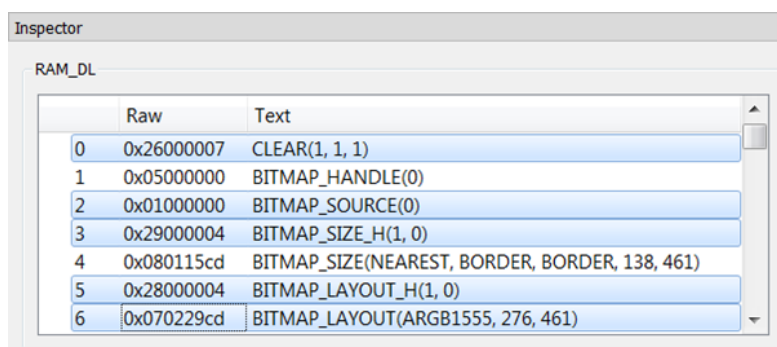 Inspector
RAM_DL
Raw Text
0 0x26000007 CLEAR(1, 1, 1)
1 0x05000000 BITMAP_HANDLE(0)
2 0x01000000 BITMAP_SOURCE(0)
3 0x29000004 BITMAP_SIZE_H(1, 0)
4 0x080115cd BITMAP_SIZE(NEAREST, BORDER, BORDER, 138, 461)
5 0x28000004 BITMAP_LAYOUT_H(1, 0)
6 0x070229cd BITMAP_LAYOUT(ARGB1555, 276, 461)